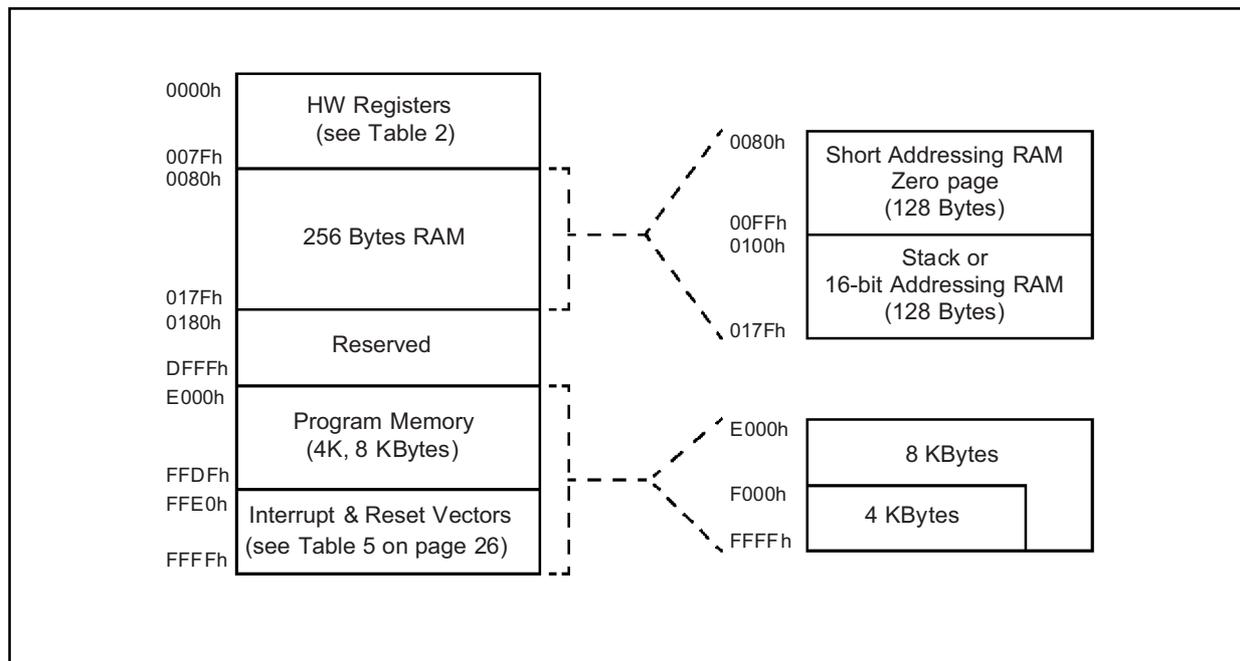 0000h
HW Registers
(see Table 2)
007Fh
0080h
256 Bytes RAM
017Fh
0180h
Reserved
DFFFh
E000h
Program Memory
(4K, 8 KBytes)
FFDFh
FFE0h
Interrupt & Reset Vectors
(see Table 5 on page 26)
FFFFh
0080h
Short Addressing RAM
Zero page
(128 Bytes)
00FFh
0100h
Stack or
16-bit Addressing RAM
(128 Bytes)
017Fh
E000h
8 KBytes
F000h
4 KBytes
FFFFh